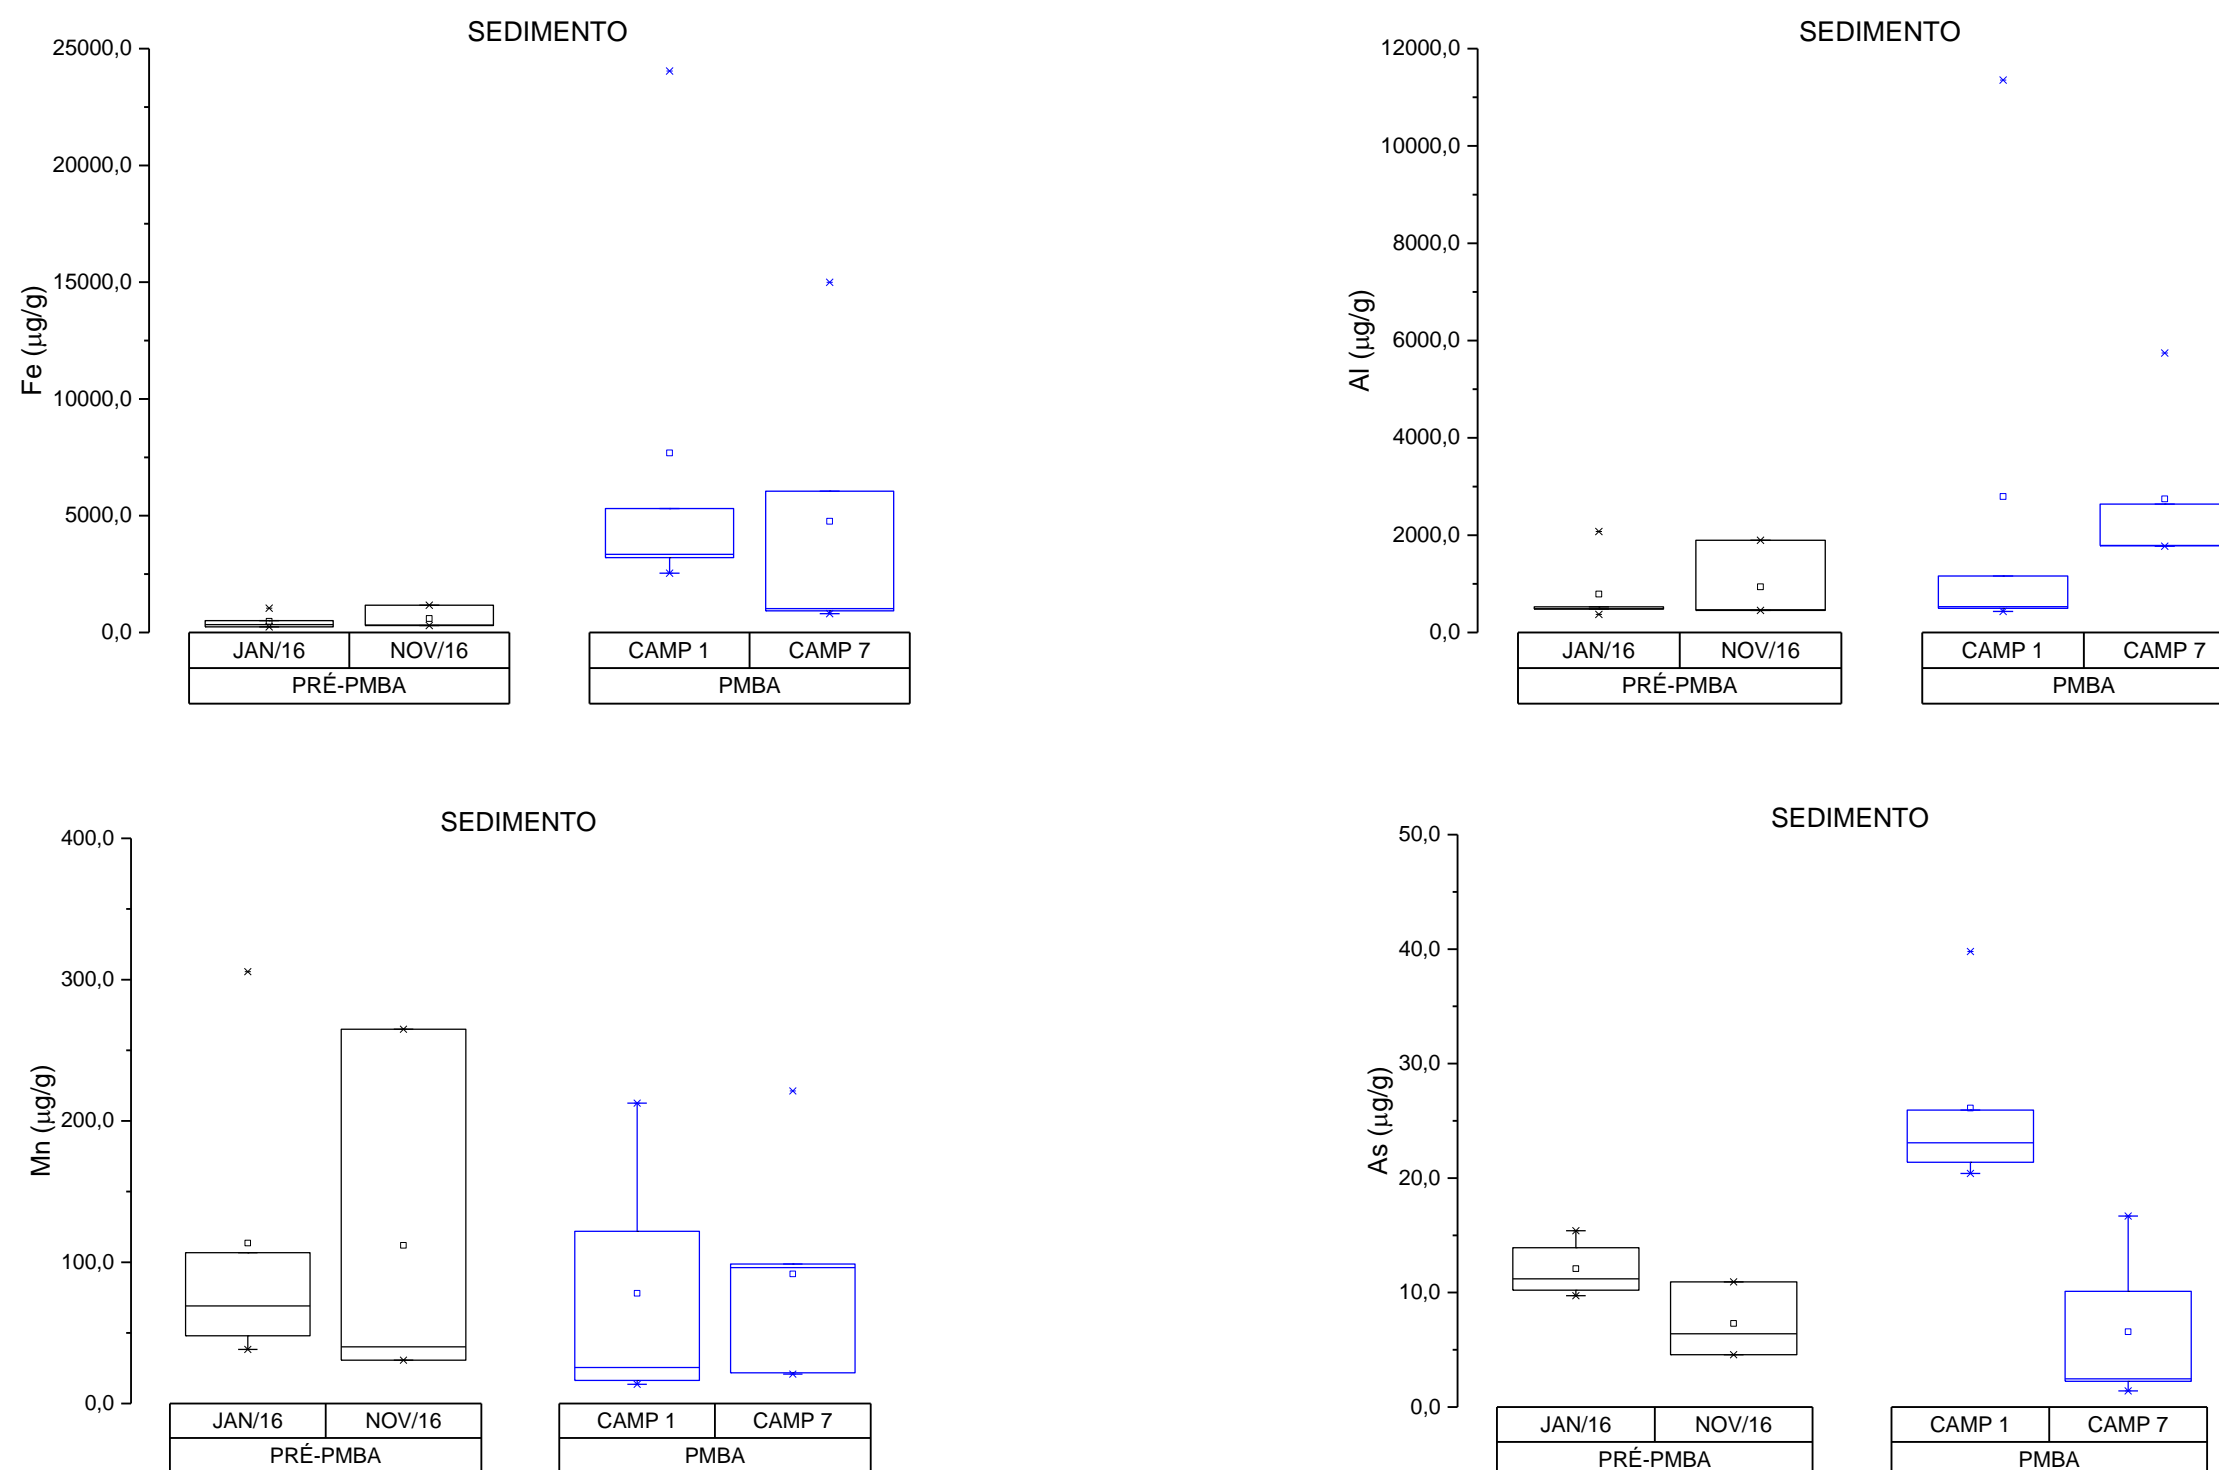 SEDIMENTO
25000,0
20000,0
15000,0
10000,0
5000,0
0,0
Fe (μg/g)
JAN/16 NOV/16 CAMP 1 CAMP 7
PRÉ-PMBA PMBA
SEDIMENTO
12000,0
10000,0
8000,0
6000,0
4000,0
2000,0
0,0
Al (μg/g)
JAN/16 NOV/16 CAMP 1 CAMP 7
PRÉ-PMBA PMBA
SEDIMENTO
400,0
300,0
200,0
100,0
0,0
Mn (μg/g)
JAN/16 NOV/16 CAMP 1 CAMP 7
PRÉ-PMBA PMBA
SEDIMENTO
50,0
40,0
30,0
20,0
10,0
0,0
As (μg/g)
JAN/16 NOV/16 CAMP 1 CAMP 7
PRÉ-PMBA PMBA